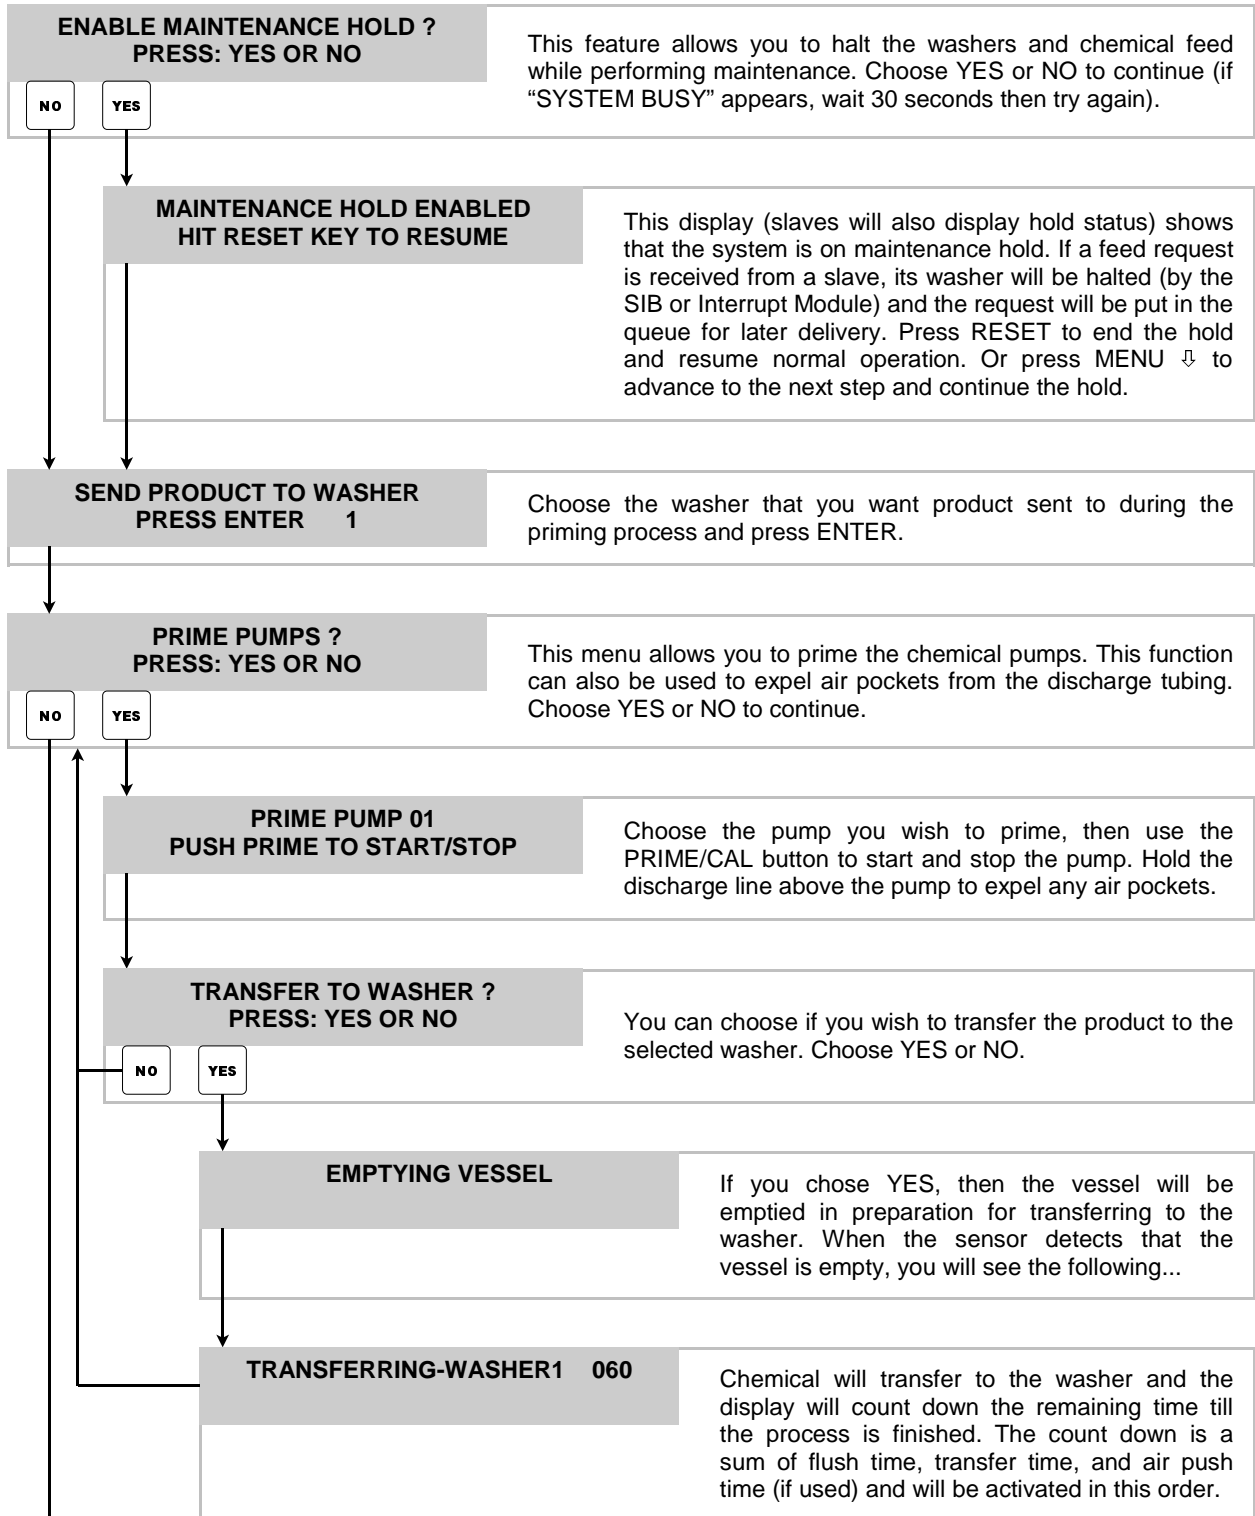 ENABLE MAINTENANCE HOLD ?
PRESS: YES OR NO
NO YES
This feature allows you to halt the washers and chemical feed
while performing maintenance. Choose YES or NO to continue (if
“SYSTEM BUSY” appears, wait 30 seconds then try again).
MAINTENANCE HOLD ENABLED
HIT RESET KEY TO RESUME
This display (slaves will also display hold status) shows
that the system is on maintenance hold. If a feed request
is received from a slave, its washer will be halted (by the
SIB or Interrupt Module) and the request will be put in the
queue for later delivery. Press RESET to end the hold
and resume normal operation. Or press MENU ⇩ to
advance to the next step and continue the hold.
SEND PRODUCT TO WASHER
PRESS ENTER 1
Choose the washer that you want product sent to during the
priming process and press ENTER.
PRIME PUMPS ?
PRESS: YES OR NO
NO YES
This menu allows you to prime the chemical pumps. This function
can also be used to expel air pockets from the discharge tubing.
Choose YES or NO to continue.
PRIME PUMP 01
PUSH PRIME TO START/STOP
Choose the pump you wish to prime, then use the
PRIME/CAL button to start and stop the pump. Hold the
discharge line above the pump to expel any air pockets.
TRANSFER TO WASHER ?
PRESS: YES OR NO
NO YES
You can choose if you wish to transfer the product to the
selected washer. Choose YES or NO.
EMPTYING VESSEL
If you chose YES, then the vessel will be
emptied in preparation for transferring to the
washer. When the sensor detects that the
vessel is empty, you will see the following...
TRANSFERRING-WASHER1 060
Chemical will transfer to the washer and the
display will count down the remaining time till
the process is finished. The count down is a
sum of flush time, transfer time, and air push
time (if used) and will be activated in this order.